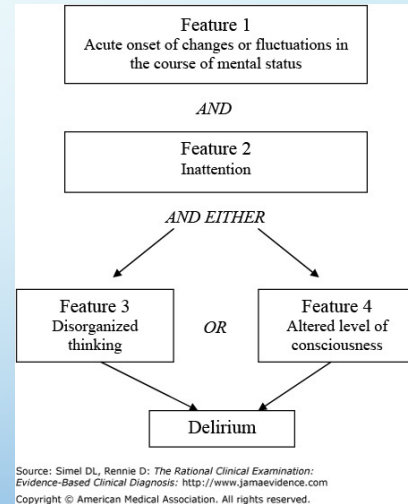 Feature 1
Acute onset of changes or fluctuations in
the course of mental status
AND
Feature 2
Inattention
AND EITHER
Feature 3
Disorganized
thinking
OR
Feature 4
Altered level of
consciousness
Delirium
Source: Simel DL, Rennie D: The Rational Clinical Examination:
Evidence-Based Clinical Diagnosis: http://www.jamaevidence.com
Copyright © American Medical Association. All rights reserved.